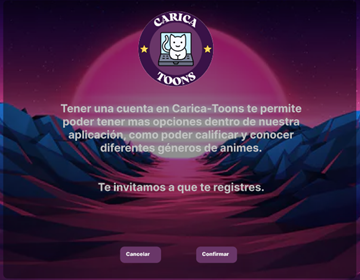 CARICA
TOONS
Tener una cuenta en Carica-Toons te permite
poder tener mas opciones dentro de nuestra
aplicación, como poder calificar y conocer
diferentes géneros de animes.
Te invitamos a que te registres.
Cancelar
Confirmar